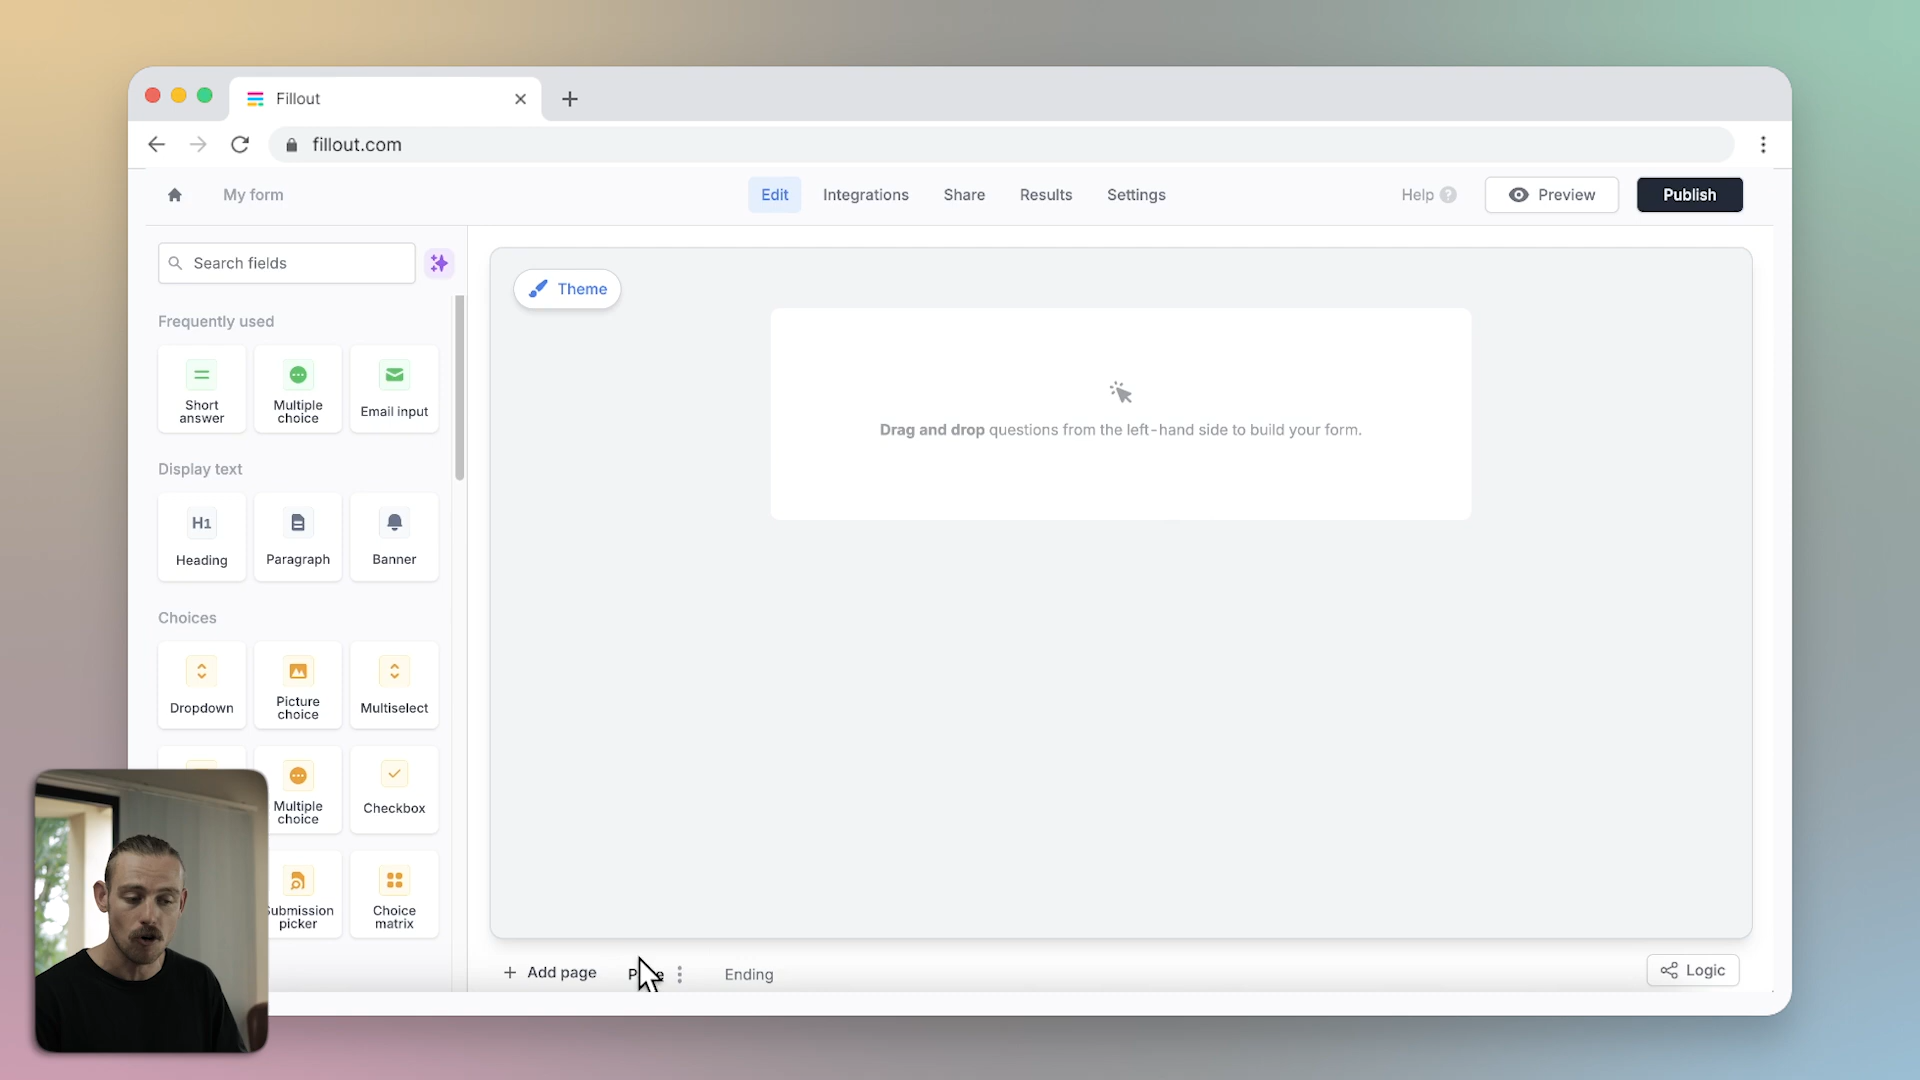 Fillout
fillout.com
My form
Edit
Integrations
Share
Results
Settings
Help
Preview
Publish
Search fields
Theme
Frequently used
Short answer
Multiple choice
Email input
Drag and drop questions from the left-hand side to build your form.
Display text
H1
Heading
Paragraph
Banner
Choices
Dropdown
Picture choice
Multiselect
Multiple choice
Checkbox
picker
Choice matrix
Add page
Ending
Logic